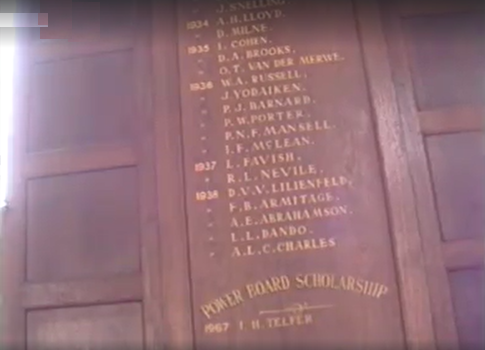 " J. SNELLING.
1934 A. H. LLOYD.
" D. MILNE.
1935 I. COHEN.
" D. A. BROOKS.
" O. T. VAN DER MERWE.
1936 W. A. RUSSELL.
" J. YODAIKEN.
" P. J. BARNARD.
" P. W. PORTER.
" P. N. F. MANSELL.
" I. F. McLEAN.
1937 L. FAVISH.
" R. L. NEVILE.
1938 D. V. V. LILIENFELD.
" F. B. ARMITAGE.
" A. E. ABRAHAMSON.
" L. L. BANDO.
" A. L. C. CHARLES
POWER BOARD SCHOLARSHIP
1967 I. H. TELFER